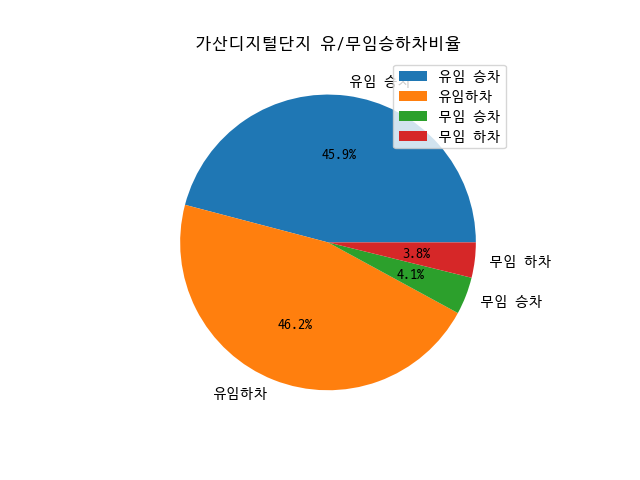 가산디지털단지 유/무임승하차비율
유임 승
유임 승차
유임하차
무임 승차
무임 하차
45.9%
3.8%
무임 하차
4.1%
무임 승차
46.2%
유임하차